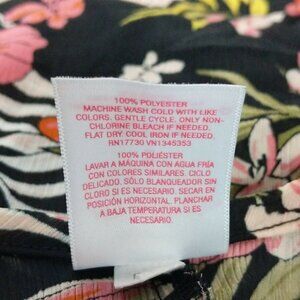 100% POLYESTER
MACHINE WASH COLD WITH LIKE
COLORS. GENTLE CYCLE. ONLY NON-
CHLORINE BLEACH IF NEEDED.
FLAT DRY. COOL IRON IF NEEDED.
RN17730 VN1345353
100% POLIÉSTER
LAVAR A MÁQUINA CON AGUA FRÍA
CON COLORES SIMILARES. CICLO
DELICADO. SÓLO BLANQUEADOR SIN
CLORO SI ES NECESARIO. SECAR EN
POSICIÓN HORIZONTAL. PLANCHAR
A BAJA TEMPERATURA SI ES
NECESARIO.